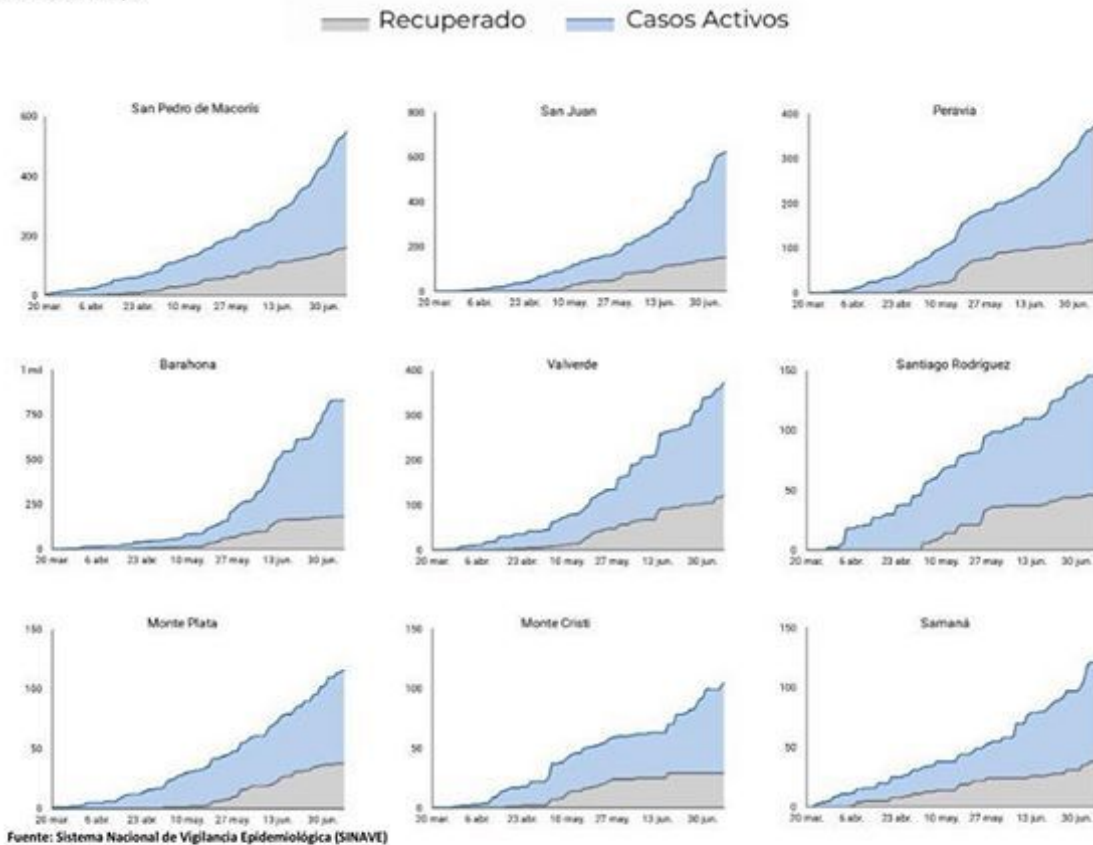 Recuperado Casos Activos
San Pedro de Macorís
600
400
200
0
20 mar. 6 abr. 23 abr. 10 may. 27 may. 13 jun. 30 jun.
San Juan
800
600
400
200
0
20 mar. 6 abr. 23 abr. 10 may. 27 may. 13 jun. 30 jun.
Peravia
400
300
200
100
0
20 mar. 6 abr. 23 abr. 10 may. 27 may. 13 jun. 30 jun.
Barahona
1 mil
750
500
250
0
20 mar. 6 abr. 23 abr. 10 may. 27 may. 13 jun. 30 jun.
Valverde
400
300
200
100
0
20 mar. 6 abr. 23 abr. 10 may. 27 may. 13 jun. 30 jun.
Santiago Rodríguez
150
100
50
0
20 mar. 6 abr. 23 abr. 10 may. 27 may. 13 jun. 30 jun.
Monte Plata
150
100
50
0
20 mar. 6 abr. 23 abr. 10 may. 27 may. 13 jun. 30 jun.
Monte Cristi
150
100
50
0
20 mar. 6 abr. 23 abr. 10 may. 27 may. 13 jun. 30 jun.
Samaná
150
100
50
0
20 mar. 6 abr. 23 abr. 10 may. 27 may. 13 jun. 30 jun.
Fuente: Sistema Nacional de Vigilancia Epidemiológica (SINAVE)